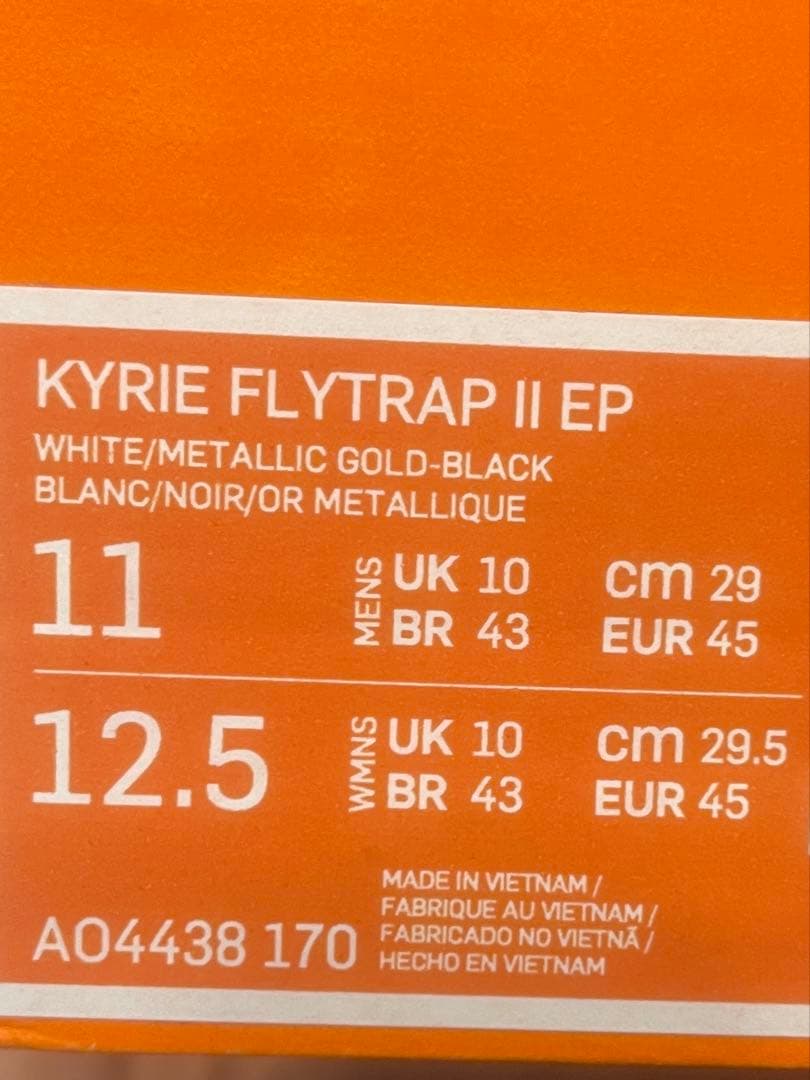 KYRIE FLYTRAP II EP
WHITE/METALLIC GOLD-BLACK
BLANC/NOIR/OR METALLIQUE
11 MENS UK 10 cm 29
BR 43 EUR 45
12.5 WMNS UK 10 cm 29.5
BR 43 EUR 45
MADE IN VIETNAM /
FABRIQUE AU VIETNAM /
FABRICADO NO VIETNÃ /
HECHO EN VIETNAM
AO4438 170